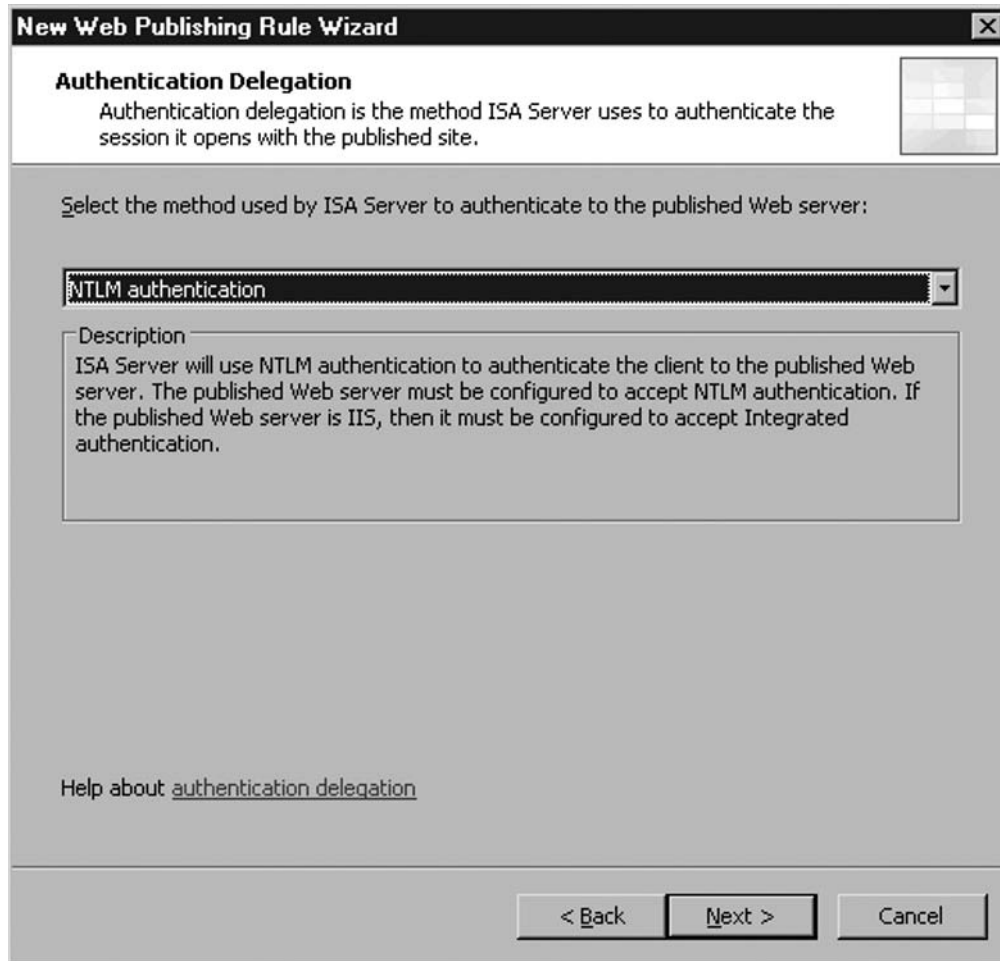 New Web Publishing Rule Wizard
Authentication Delegation
Authentication delegation is the method ISA Server uses to authenticate the
session it opens with the published site.
Select the method used by ISA Server to authenticate to the published Web server:
NTLM authentication
Description
ISA Server will use NTLM authentication to authenticate the client to the published Web
server. The published Web server must be configured to accept NTLM authentication. If
the published Web server is IIS, then it must be configured to accept Integrated
authentication.
Help about authentication delegation
< Back
Next >
Cancel